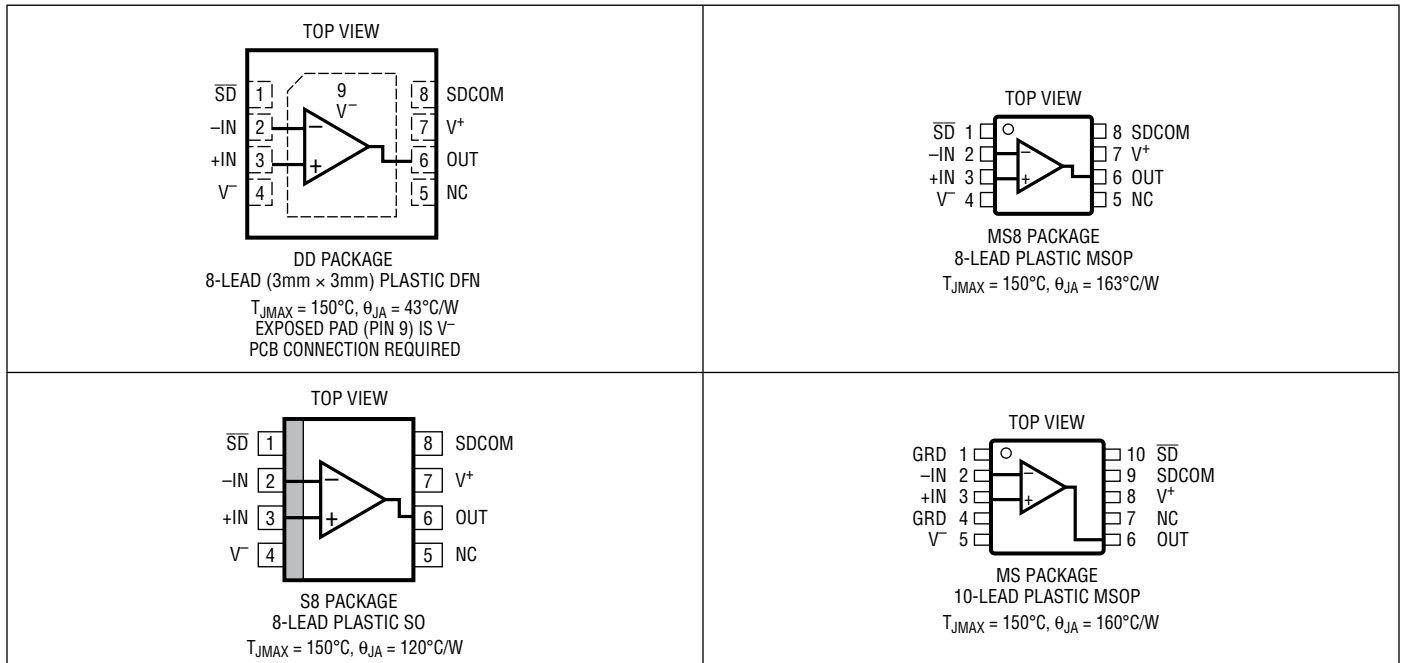 TOP VIEW
S̅D̅ 1
–IN 2
+IN 3
V– 4
9
V–
8 SDCOM
7 V+
6 OUT
5 NC
– +
DD PACKAGE
8-LEAD (3mm × 3mm) PLASTIC DFN
TJMAX = 150°C, θJA = 43°C/W
EXPOSED PAD (PIN 9) IS V–
PCB CONNECTION REQUIRED
TOP VIEW
S̅D̅ 1
–IN 2
+IN 3
V– 4
8 SDCOM
7 V+
6 OUT
5 NC
– +
MS8 PACKAGE
8-LEAD PLASTIC MSOP
TJMAX = 150°C, θJA = 163°C/W
TOP VIEW
S̅D̅ 1
–IN 2
+IN 3
V– 4
8 SDCOM
7 V+
6 OUT
5 NC
– +
S8 PACKAGE
8-LEAD PLASTIC SO
TJMAX = 150°C, θJA = 120°C/W
TOP VIEW
GRD 1
–IN 2
+IN 3
GRD 4
V– 5
10 S̅D̅
9 SDCOM
8 V+
7 NC
6 OUT
– +
MS PACKAGE
10-LEAD PLASTIC MSOP
TJMAX = 150°C, θJA = 160°C/W